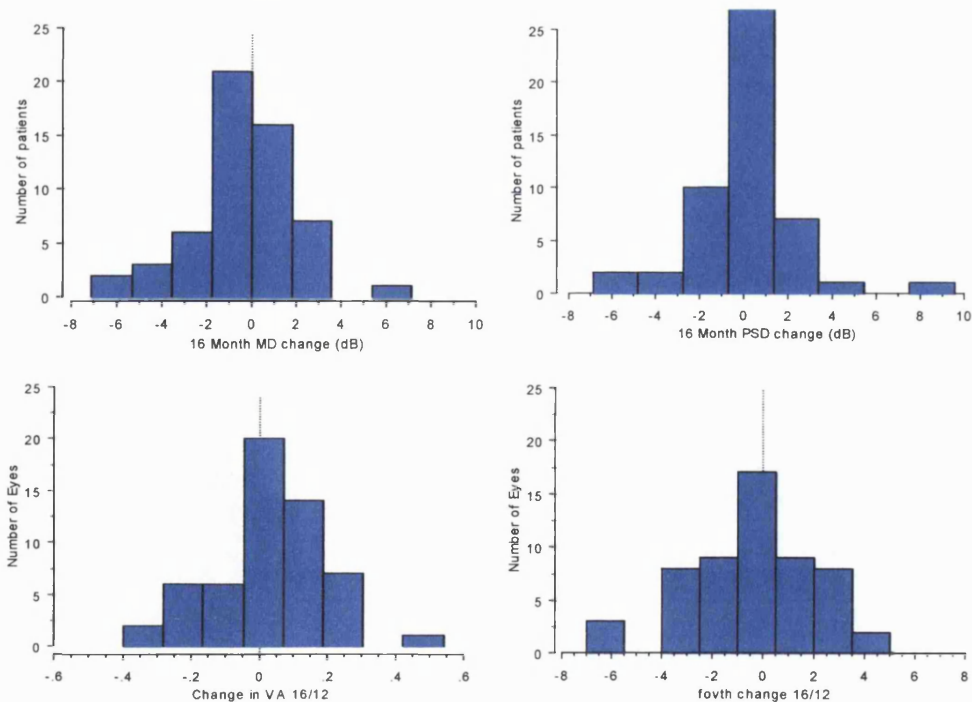 25
20
15
10
5
0
Number of patients
-8 -6 -4 -2 0 2 4 6 8 10
16 Month MD change (dB)
25
20
15
10
5
0
Number of patients
-8 -6 -4 -2 0 2 4 6 8 10
16 Month PSD change (dB)
25
20
15
10
5
0
Number of Eyes
-.6 -.4 -.2 0 .2 .4 .6
Change in VA 16/12
25
20
15
10
5
0
Number of Eyes
-8 -6 -4 -2 0 2 4 6 8
fovth change 16/12